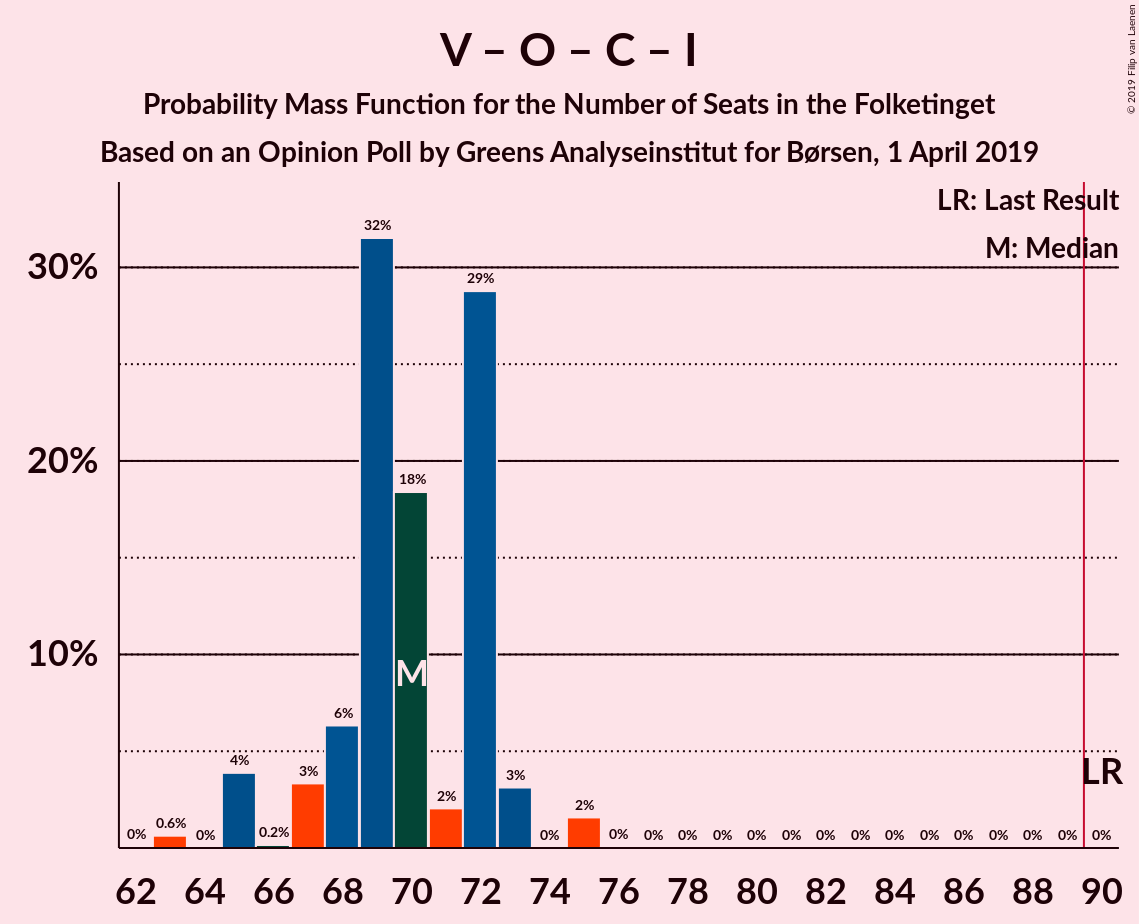 V – O – C – I
Probability Mass Function for the Number of Seats in the Folketinget
Based on an Opinion Poll by Greens Analyseinstitut for Børsen, 1 April 2019
© 2019 Filip van Laenen
LR: Last Result
M: Median
30%
20%
10%
0% 0.6% 0% 4% 0.2% 3% 6% 32% 18% 2% 29% 3% 0% 2% 0% 0% 0% 0% 0% 0% 0% 0% 0% 0% 0% 0% 0% 0% 0%
M
LR
62 64 66 68 70 72 74 76 78 80 82 84 86 88 90